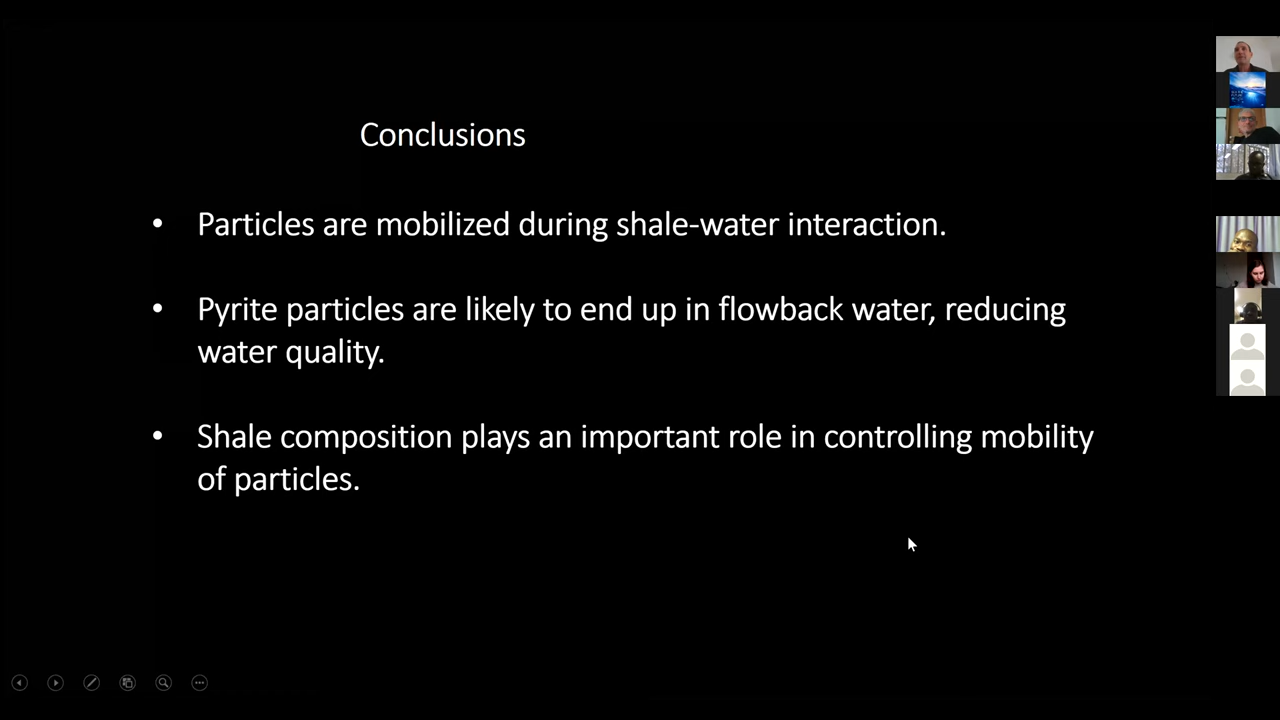 Conclusions
• Particles are mobilized during shale-water interaction.
• Pyrite particles are likely to end up in flowback water, reducing
water quality.
• Shale composition plays an important role in controlling mobility
of particles.